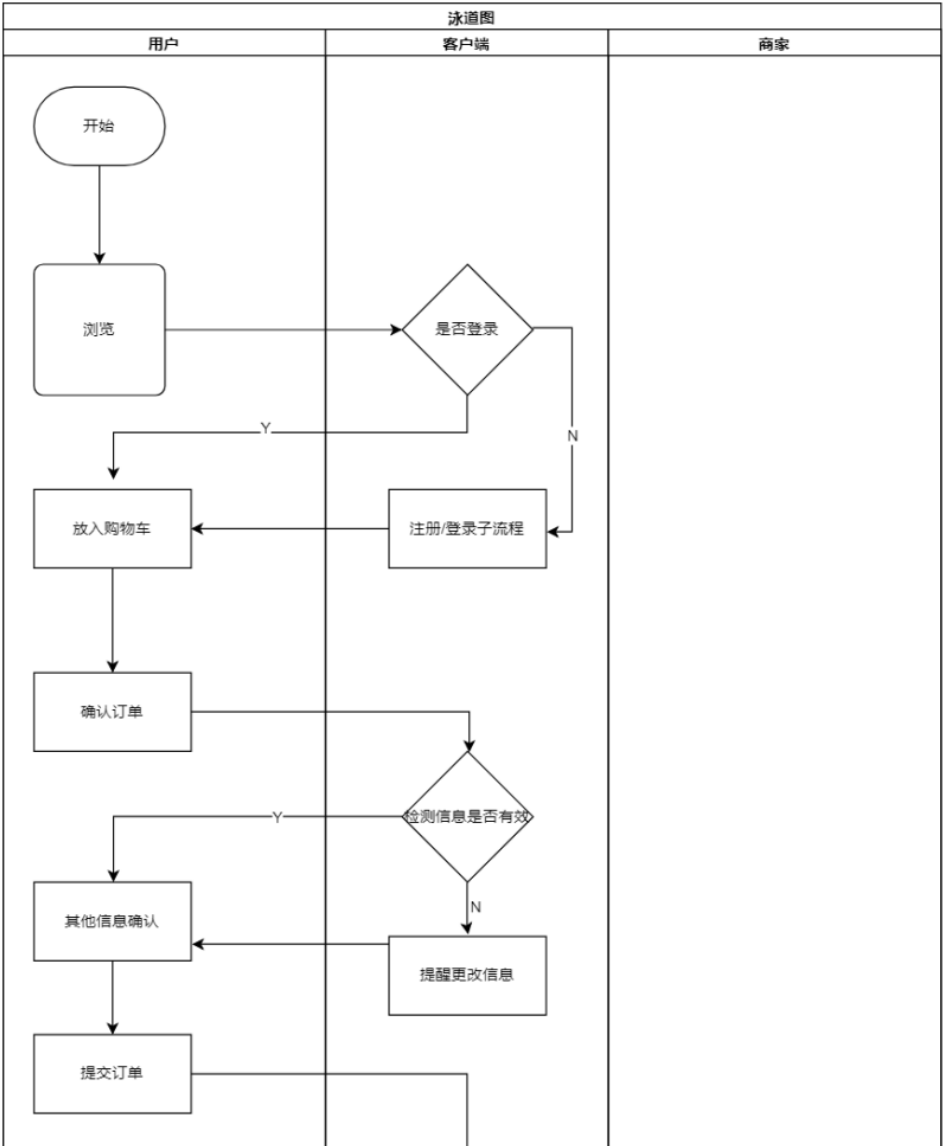 泳道图
用户
客户端
商家
开始
浏览
是否登录
Y
N
放入购物车
注册/登录子流程
确认订单
检测信息是否有效
Y
其他信息确认
N
提醒更改信息
提交订单